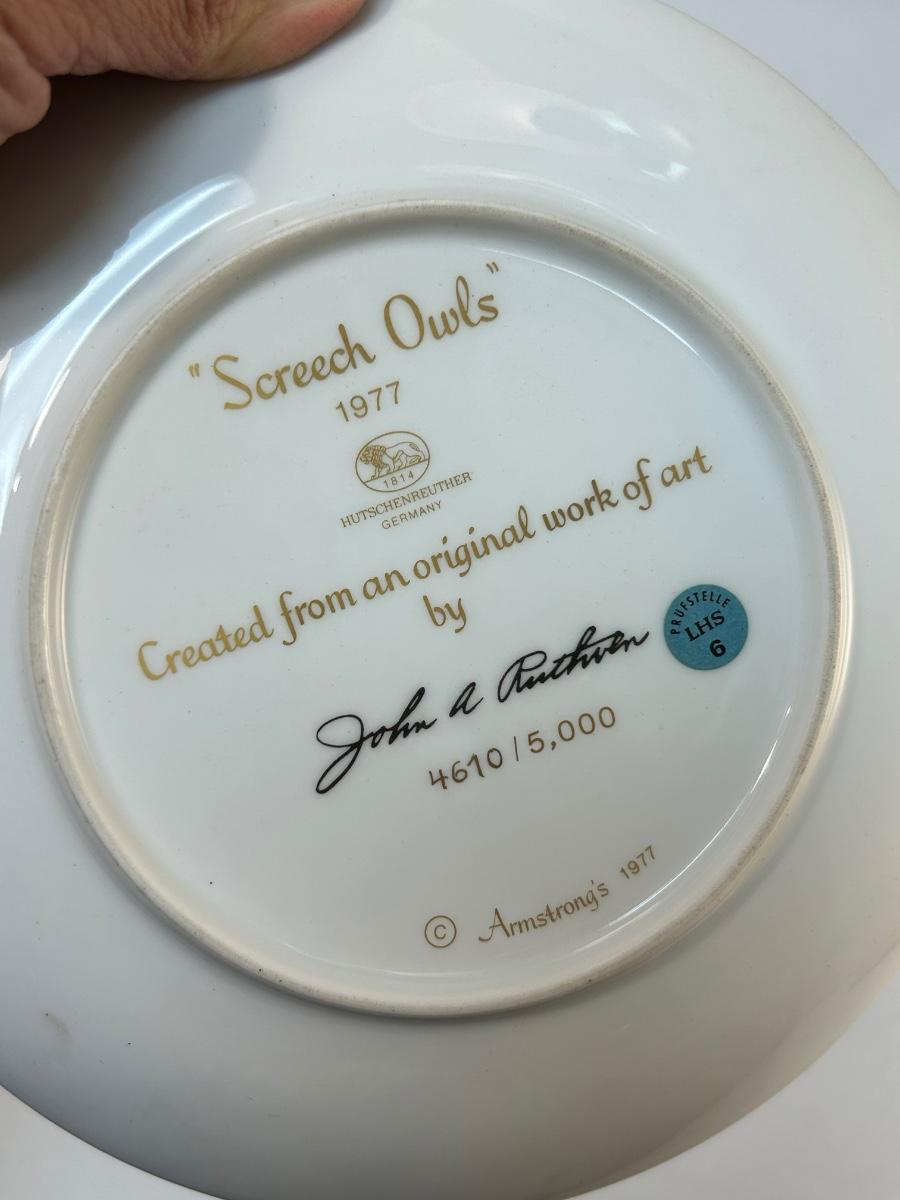 "Screech Owls"
1977
1814
HUTSCHENREUTHER
GERMANY
Created from an original work of art
by
John A Ruthven
PRUFSTELLE
LHS
6
4610/5,000
© Armstrong's 1977